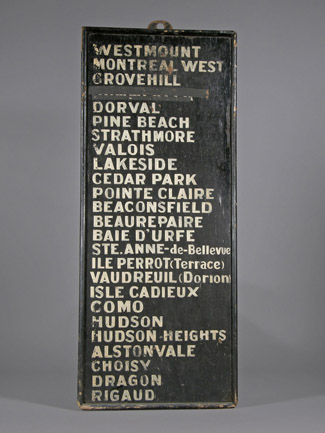 WESTMOUNT
MONTREAL WEST
GROVEHILL
DORVAL
PINE BEACH
STRATHMORE
VALOIS
LAKESIDE
CEDAR PARK
POINTE CLAIRE
BEACONSFIELD
BEAUREPAIRE
BAIE D'URFE
STE. ANNE-de-Bellevue
ILE PERROT (Terrace)
VAUDREUIL (Dorion)
ISLE CADIEUX
COMO
HUDSON
HUDSON-HEIGHTS
ALSTONVALE
CHOISY
DRAGON
RIGAUD